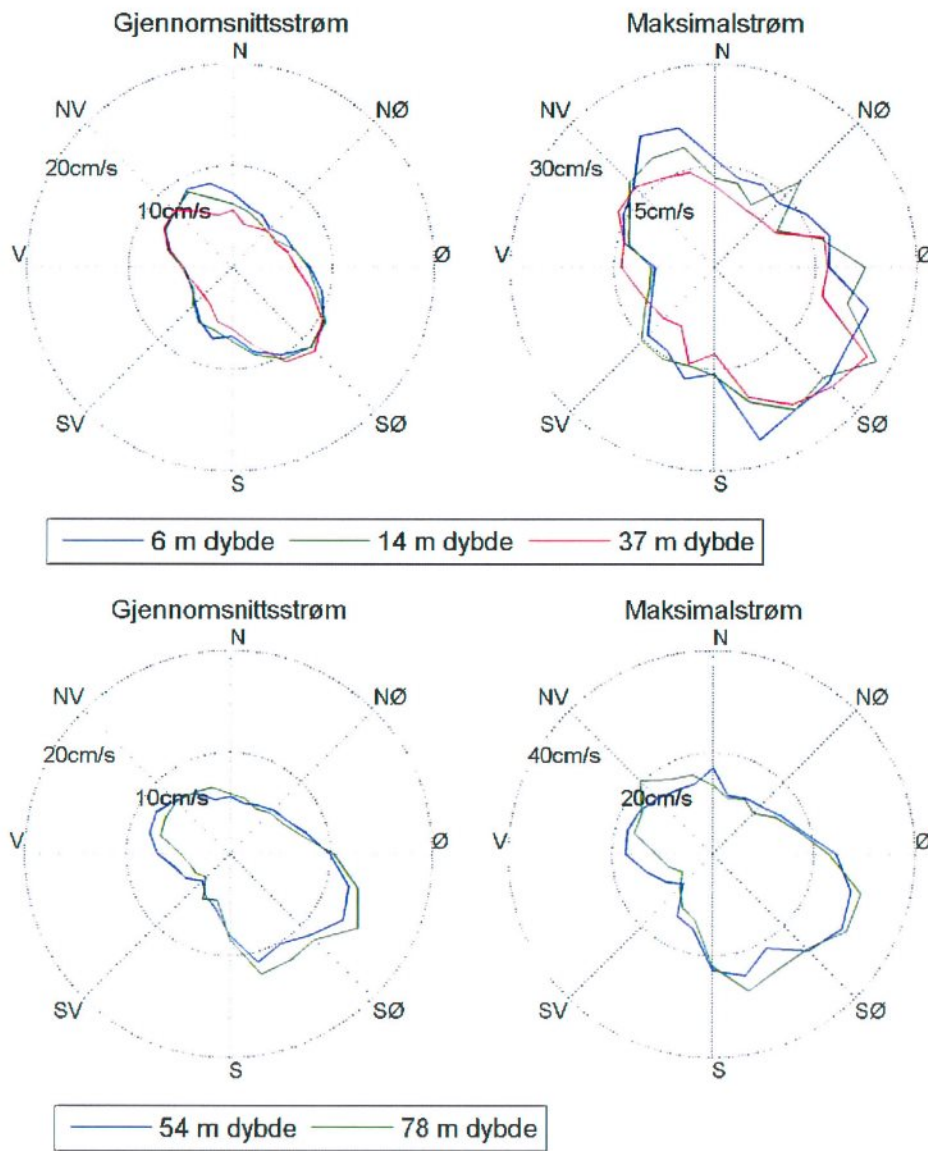 Gjennomsnittsstrøm
N
NV
NØ
20cm/s
10cm/s
V
Ø
SV
SØ
S
Maksimalstrøm
N
NV
NØ
30cm/s
15cm/s
Ø
SV
SØ
S
6 m dybde 14 m dybde 37 m dybde
Gjennomsnittsstrøm
N
NV
NØ
20cm/s
10cm/s
V
Ø
SV
SØ
S
Maksimalstrøm
N
NV
NØ
40cm/s
20cm/s
V
Ø
SV
SØ
S
54 m dybde 78 m dybde